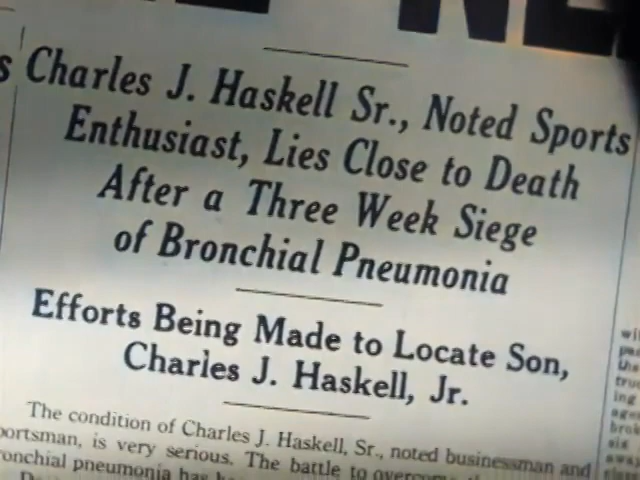 s Charles J. Haskell Sr., Noted Sports
Enthusiast, Lies Close to Death
After a Three Week Siege
of Bronchial Pneumonia
Efforts Being Made to Locate Son,
Charles J. Haskell, Jr.
The condition of Charles J. Haskell, Sr., noted businessman and
portsman, is very serious. The battle to overcome
onchial pneumonia has